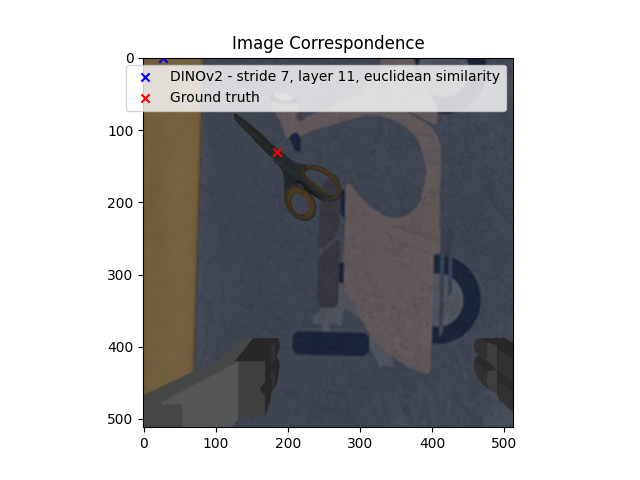 Image Correspondence
DINOv2 - stride 7, layer 11, euclidean similarity
Ground truth
0
100
200
300
400
500
0 100 200 300 400 500